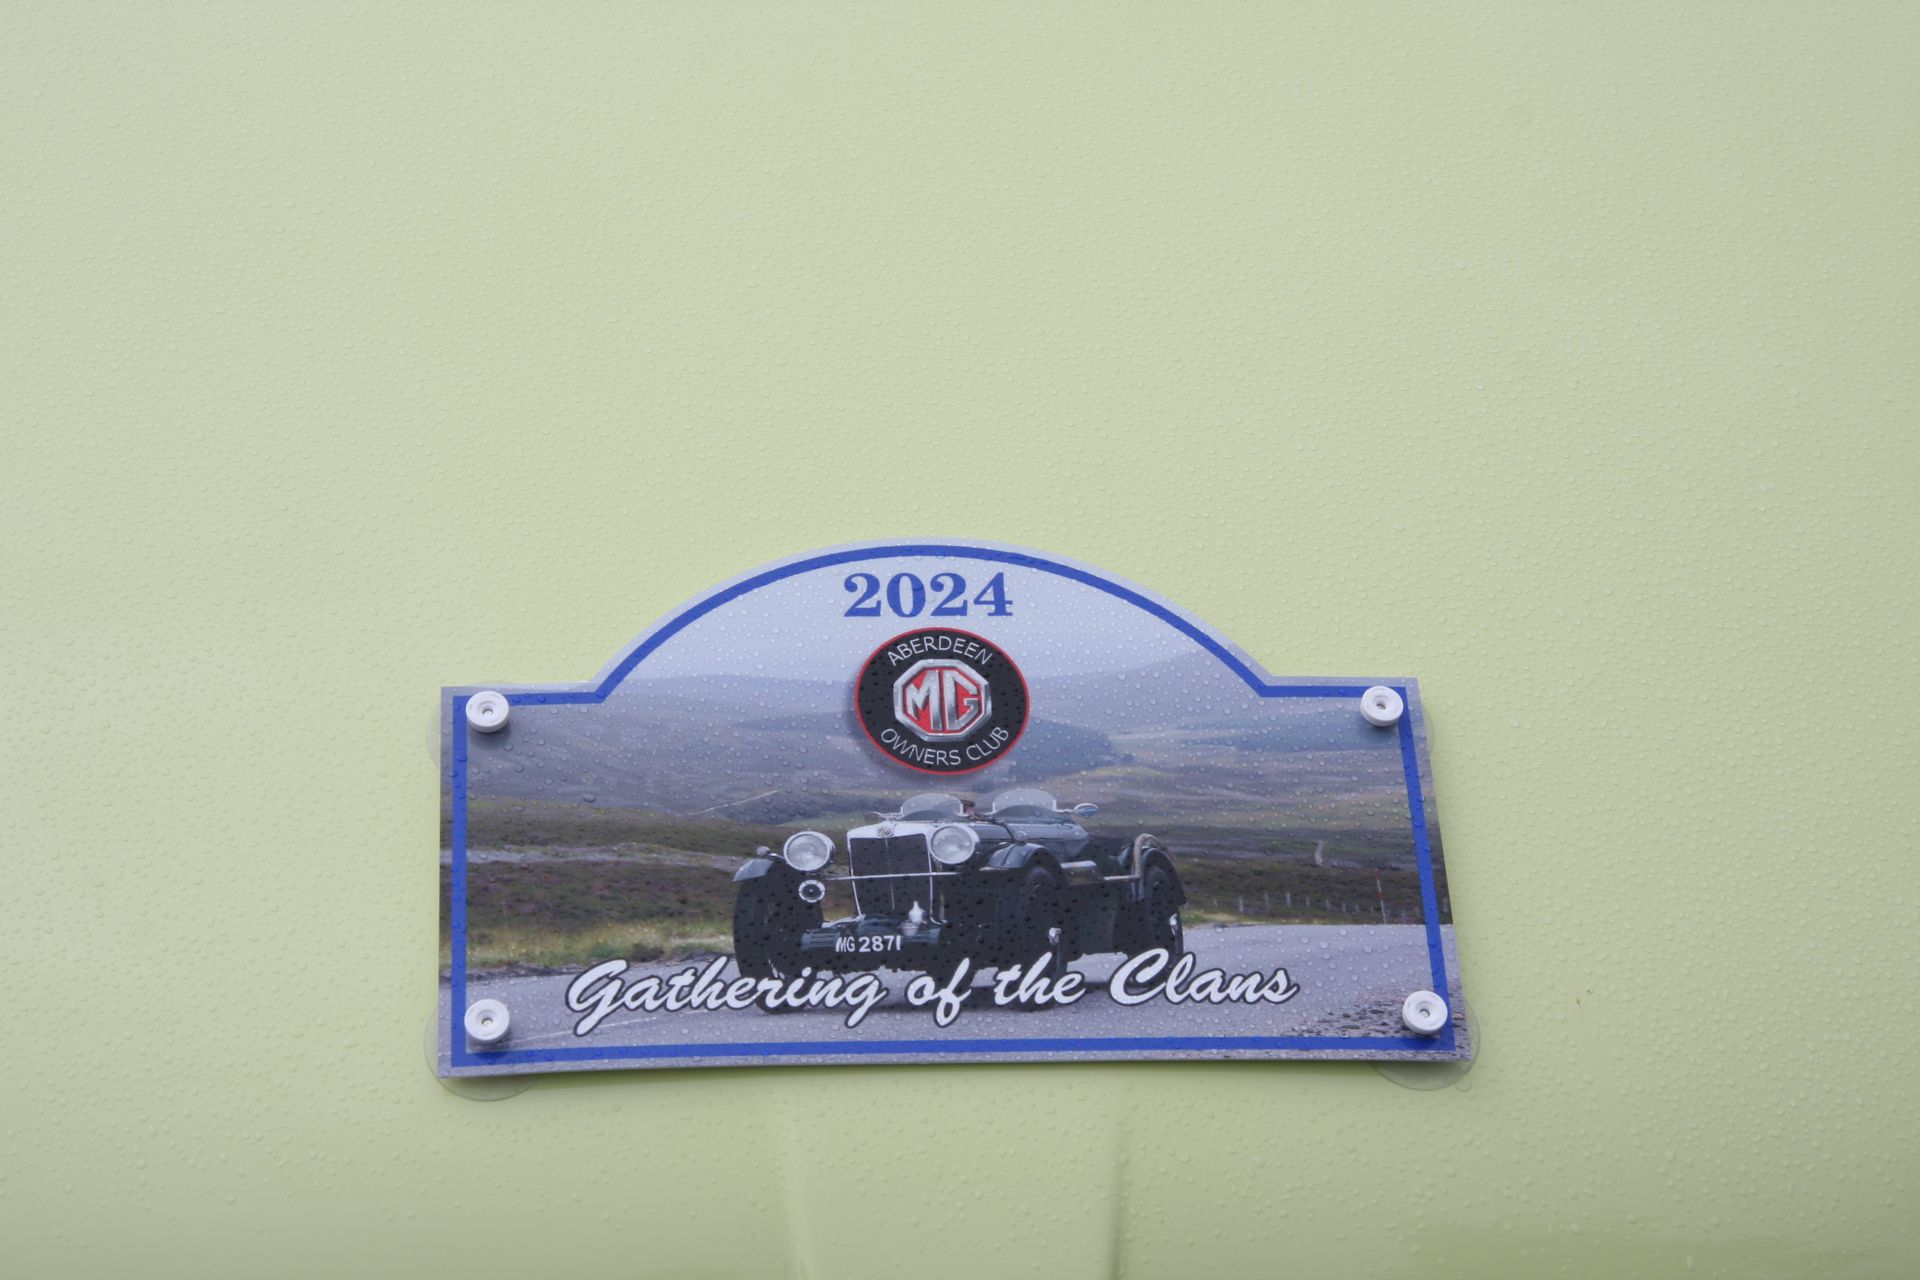 2024
ABERDEEN
MG
OWNERS CLUB
MG 2871
Gathering of the Clans